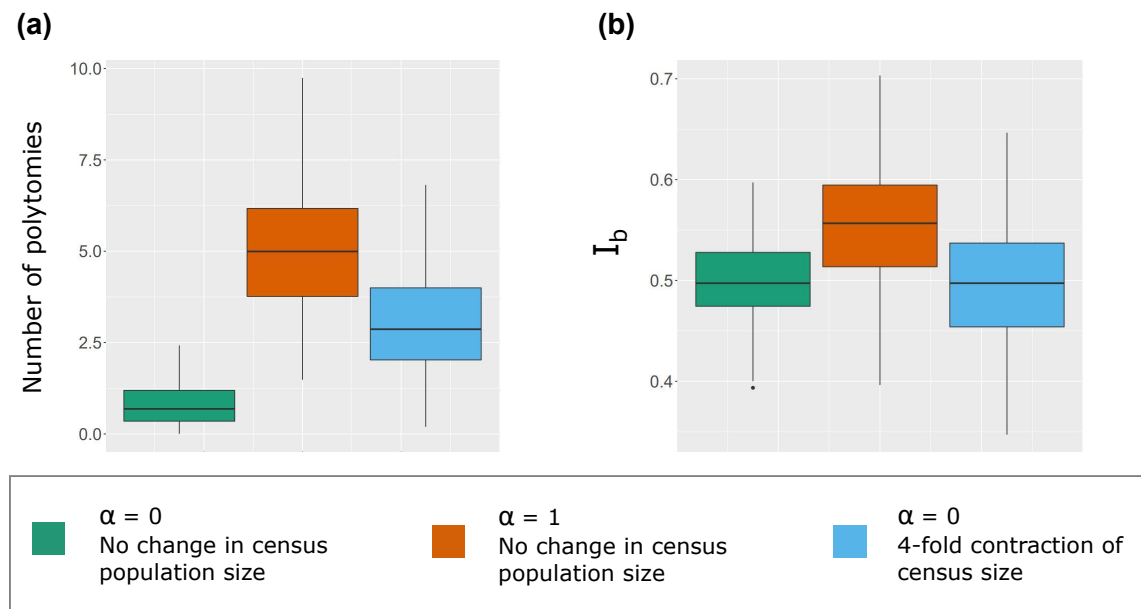 (a)
(b)
Number of polytomies
10.0
7.5
5.0
2.5
0.0
I_b
0.7
0.6
0.5
0.4
α = 0
No change in census
population size
α = 1
No change in census
population size
α = 0
4-fold contraction of
census size